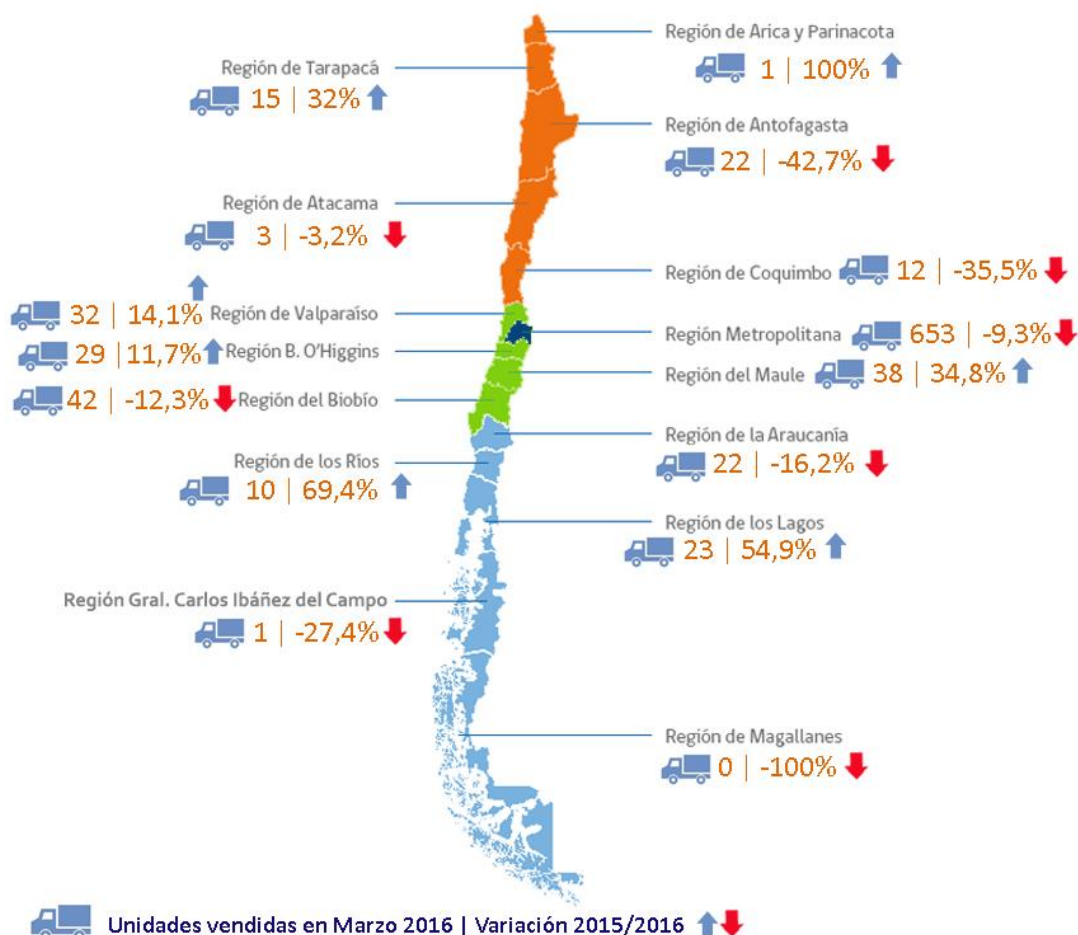 Región de Arica y Parinacota
1 | 100%
Región de Tarapacá
15 | 32%
Región de Antofagasta
22 | -42,7%
Región de Atacama
3 | -3,2%
Región de Coquimbo 12 | -35,5%
32 | 14,1% Región de Valparaíso
Región Metropolitana 653 | -9,3%
29 | 11,7% Región B. O'Higgins
Región del Maule 38 | 34,8%
42 | -12,3% Región del Biobío
Región de la Araucanía
22 | -16,2%
Región de los Ríos
10 | 69,4%
Región de los Lagos
23 | 54,9%
Región Gral. Carlos Ibáñez del Campo
1 | -27,4%
Región de Magallanes
0 | -100%
Unidades vendidas en Marzo 2016 | Variación 2015/2016